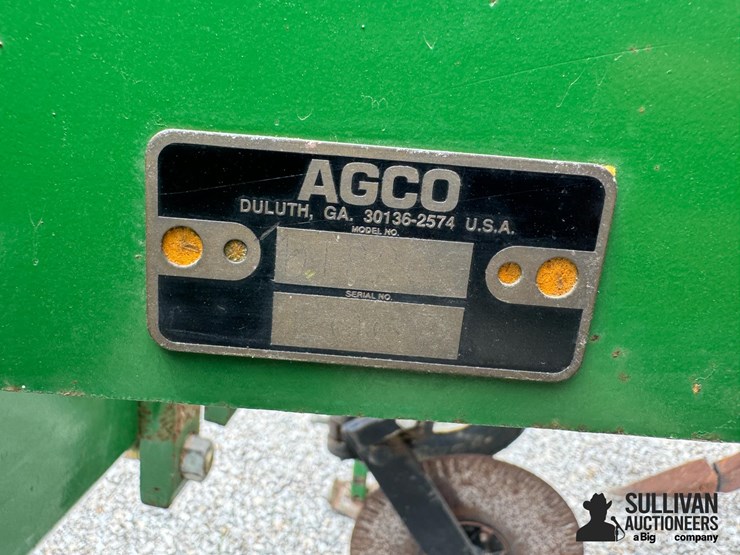 AGCO
DULUTH, GA. 30136-2574 U.S.A.
MODEL NO.
SERIAL NO.
SULLIVAN
AUCTIONEERS
a Big company